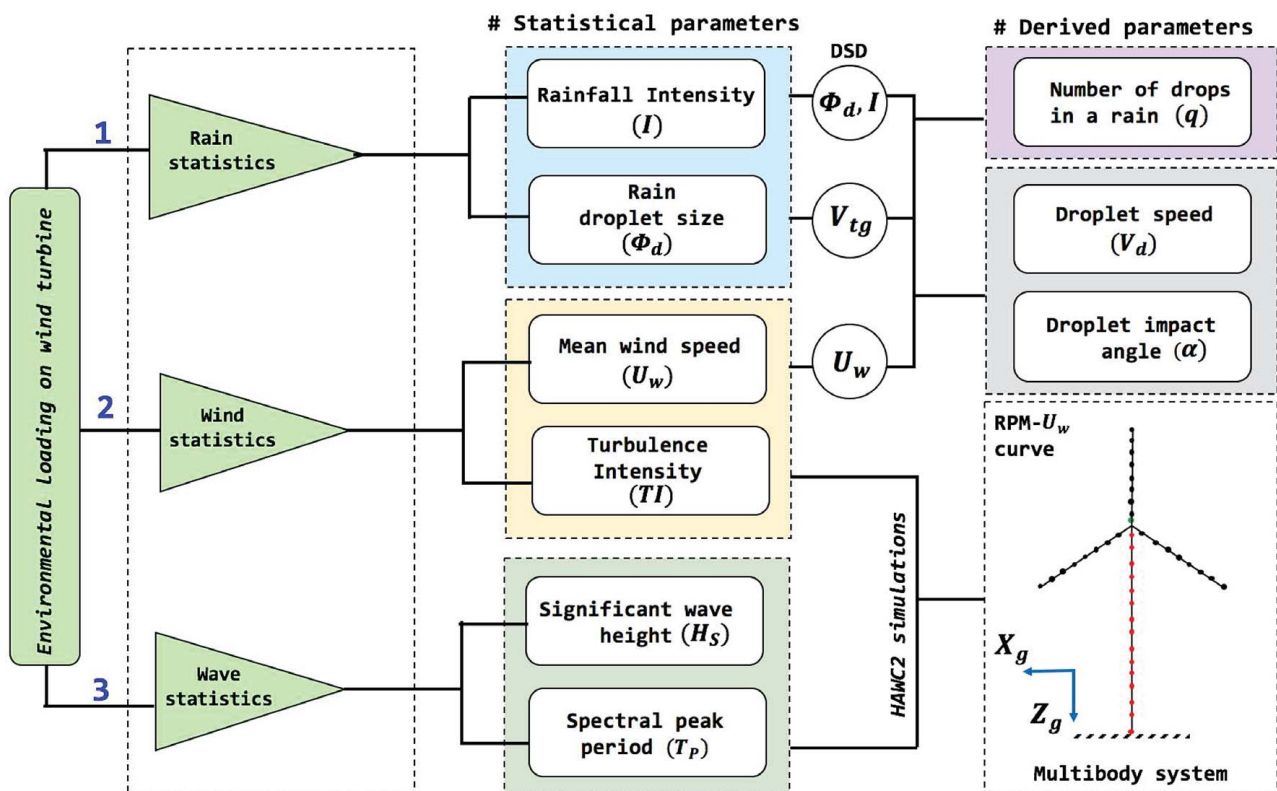 # Statistical parameters
# Derived parameters
Environmental Loading on wind turbine
1
Rain
statistics
2
Wind
statistics
3
Wave
statistics
Rainfall Intensity
(I)
Rain
droplet size
(Φd)
Mean wind speed
(Uw)
Turbulence
Intensity
(TI)
Significant wave
height (HS)
Spectral peak
period (TP)
DSD
Φd, I
Vtg
Uw
HAWC2 simulations
Number of drops
in a rain (q)
Droplet speed
(Vd)
Droplet impact
angle (α)
RPM-Uw
curve
Xg
Zg
Multibody system